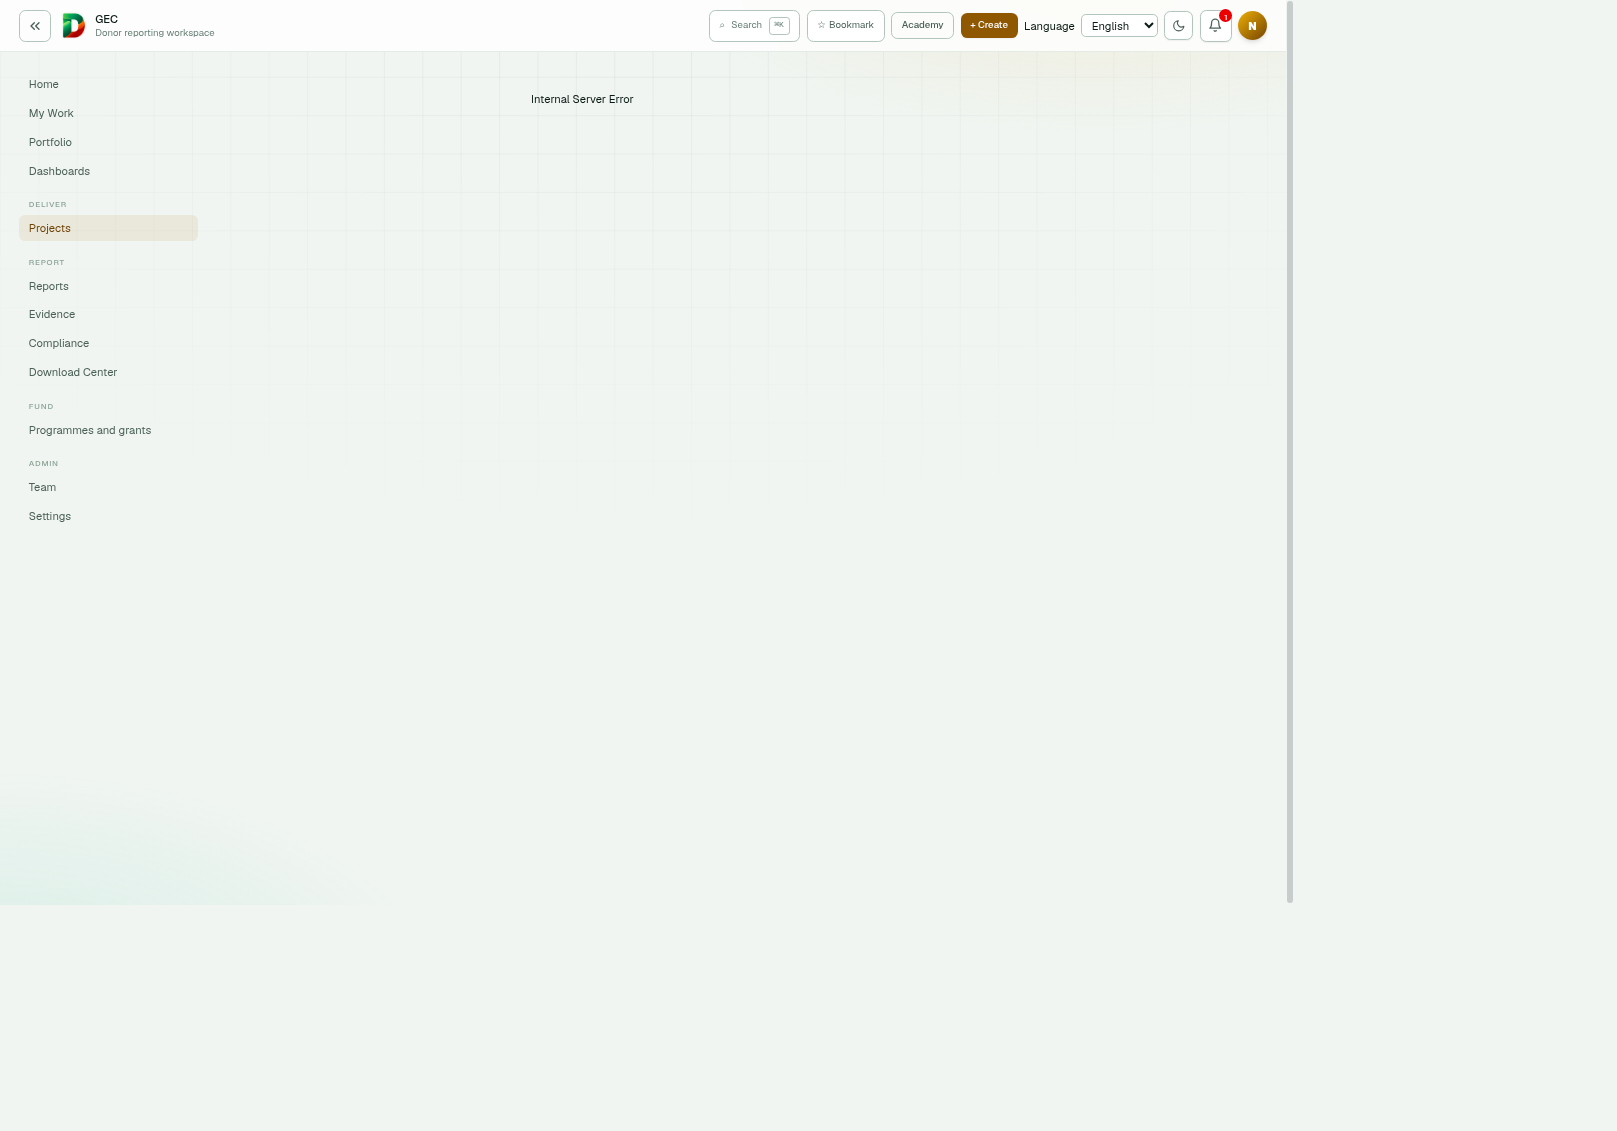 GEC
Donor reporting workspace
Search ⌘K
☆ Bookmark
Academy
+ Create
Language
English
1
N
Home
My Work
Portfolio
Dashboards
DELIVER
Projects
REPORT
Reports
Evidence
Compliance
Download Center
FUND
Programmes and grants
ADMIN
Team
Settings
Internal Server Error